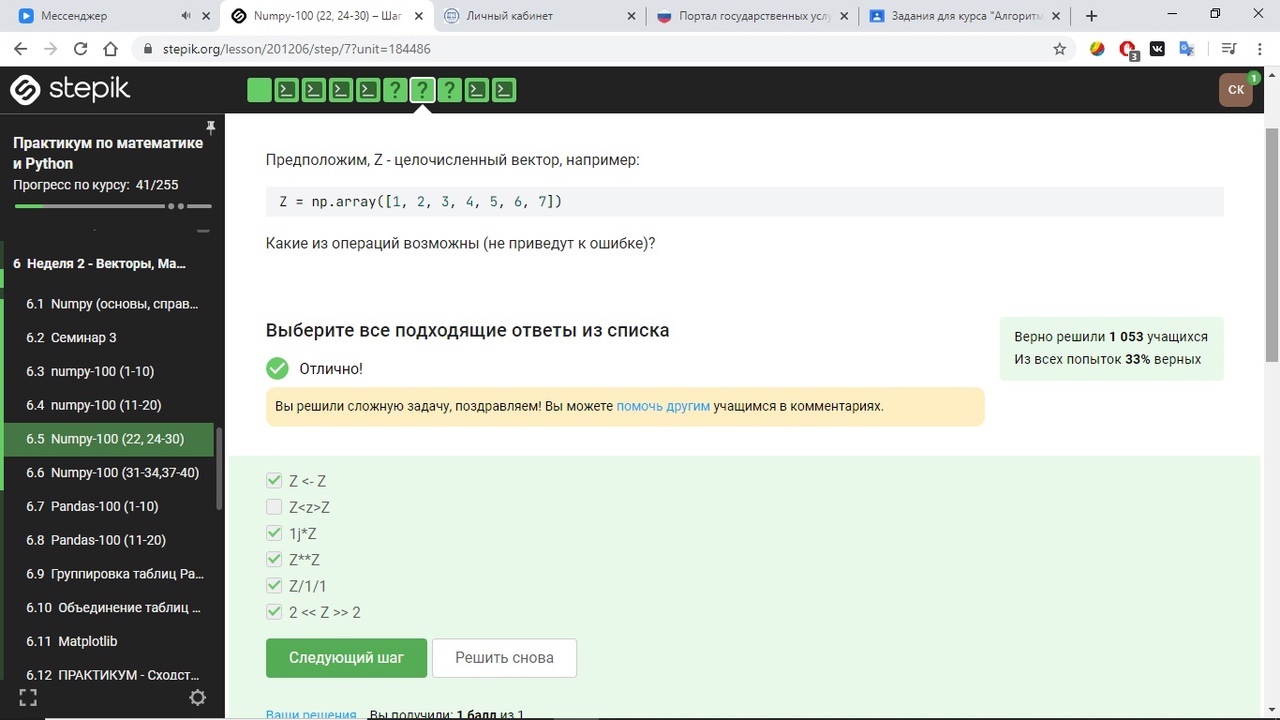 Мессенджер
Numpy-100 (22, 24-30) – Шаг
Личный кабинет
Портал государственных услу
Задания для курса "Алгоритм
stepik.org/lesson/201206/step/7?unit=184486
3
stepik
СК
1
Практикум по математике
и Python
Прогресс по курсу: 41/255
6 Неделя 2 - Векторы, Ма...
6.1 Numpy (основы, справ...
6.2 Семинар 3
6.3 numpy-100 (1-10)
6.4 numpy-100 (11-20)
6.5 Numpy-100 (22, 24-30)
6.6 Numpy-100 (31-34,37-40)
6.7 Pandas-100 (1-10)
6.8 Pandas-100 (11-20)
6.9 Группировка таблиц Pa...
6.10 Объединение таблиц ...
6.11 Matplotlib
6.12 ПРАКТИКУМ - Сходст...
Предположим, Z - целочисленный вектор, например:
Z = np.array([1, 2, 3, 4, 5, 6, 7])
Какие из операций возможны (не приведут к ошибке)?
Выберите все подходящие ответы из списка
Верно решили 1 053 учащихся
Из всех попыток 33% верных
Отлично!
Вы решили сложную задачу, поздравляем! Вы можете помочь другим учащимся в комментариях.
Z <- Z
Z<z>Z
1j*Z
Z**Z
Z/1/1
2 << Z >> 2
Следующий шаг
Решить снова
Ваши решения Вы получили: 1 балл из 1